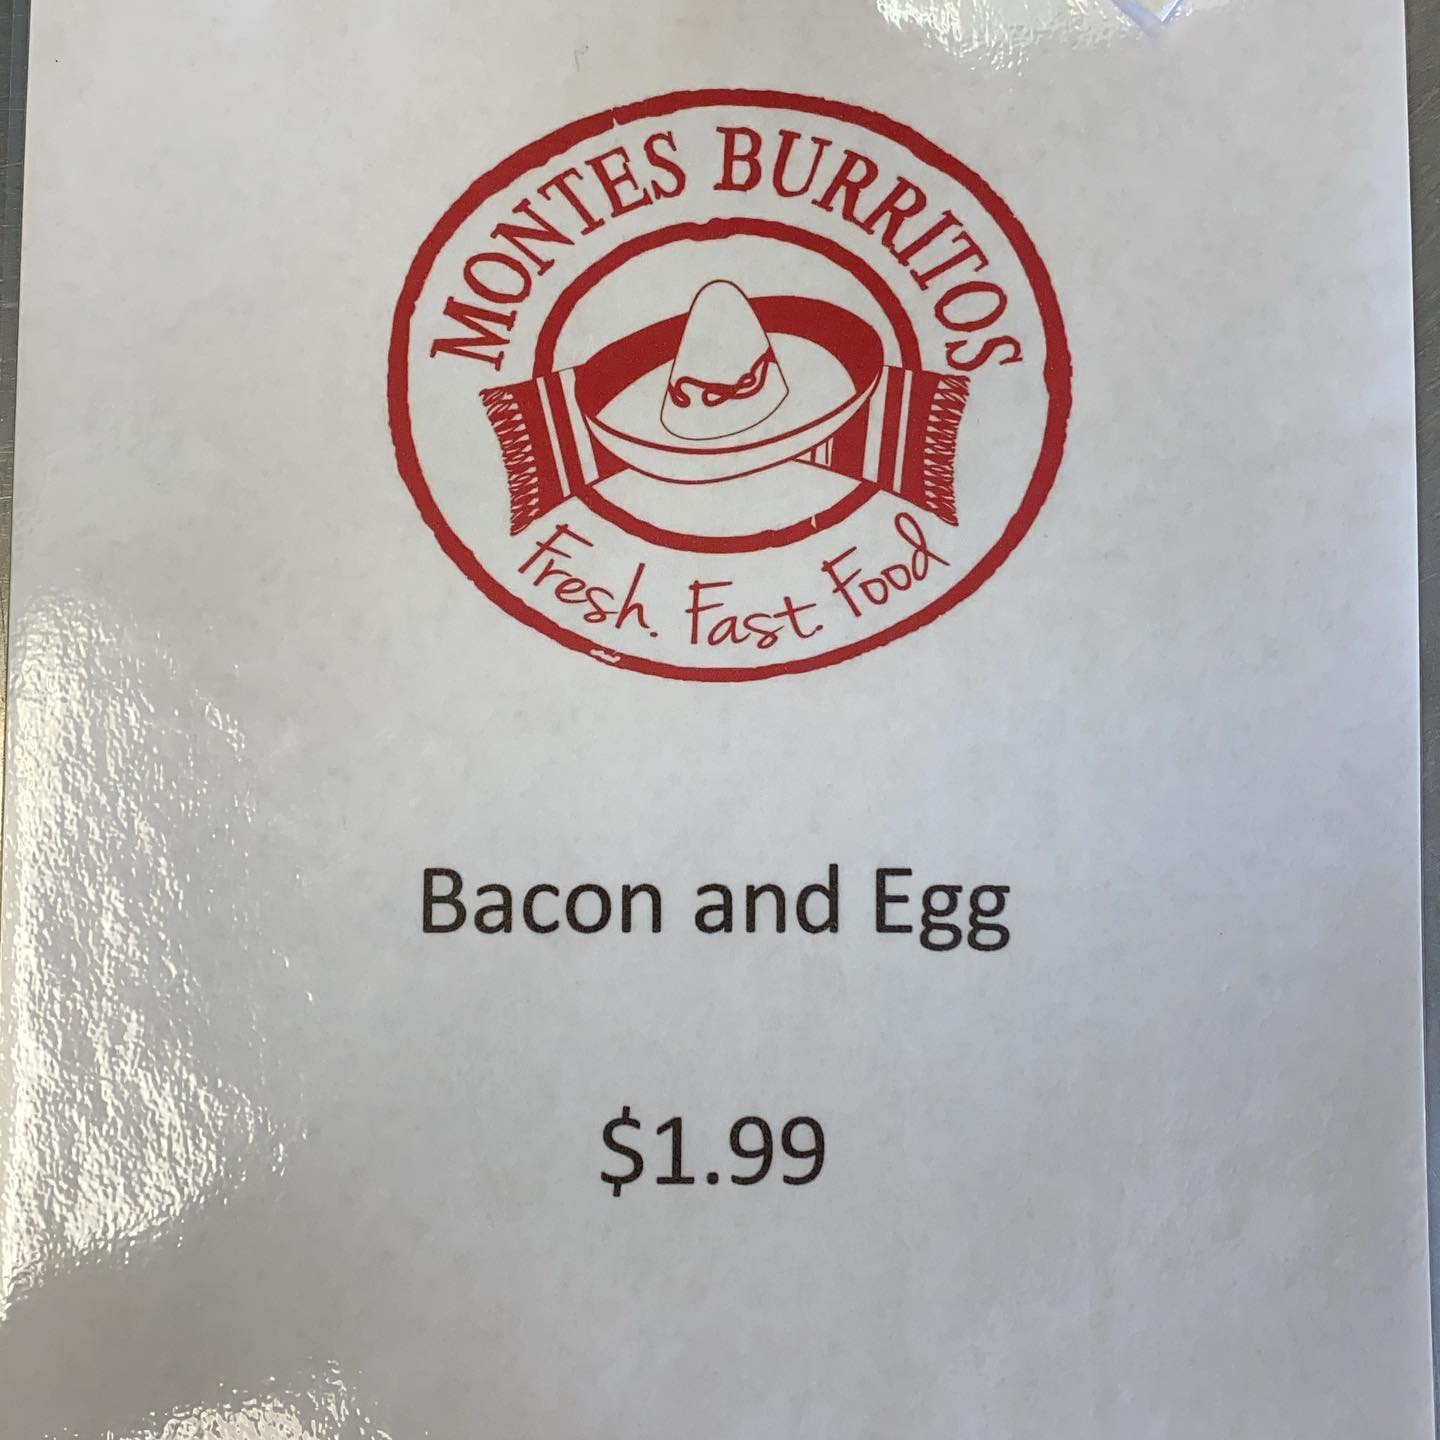 MONTES BURRITOS
Fresh. Fast. Food
Bacon and Egg
$1.99